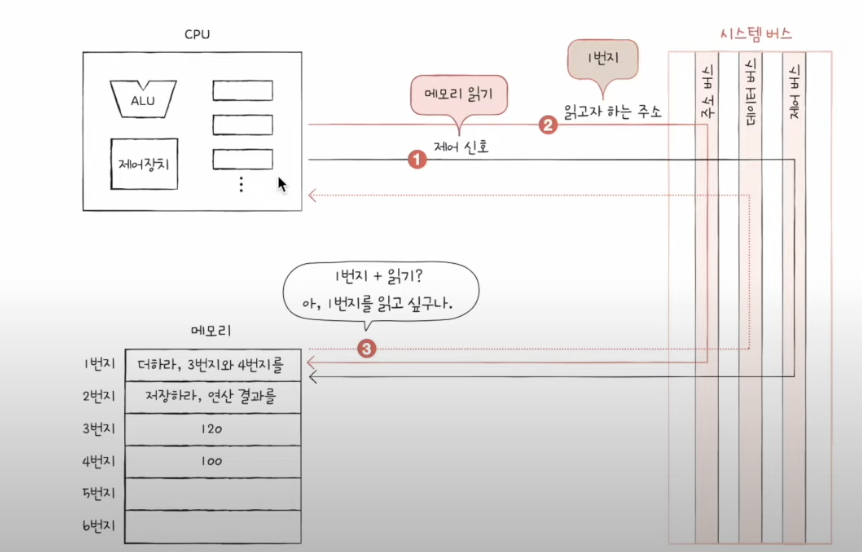 CPU
시스템 버스
ALU
제어장치
메모리 읽기
1번지
2
읽고자 하는 주소
1
제어 신호
주소 버스
데이터 버스
제어 버스
1번지 + 읽기?
아, 1번지를 읽고 싶구나.
3
메모리
1번지 더하라, 3번지와 4번지를
2번지 저장하라, 연산 결과를
3번지 120
4번지 100
5번지
6번지